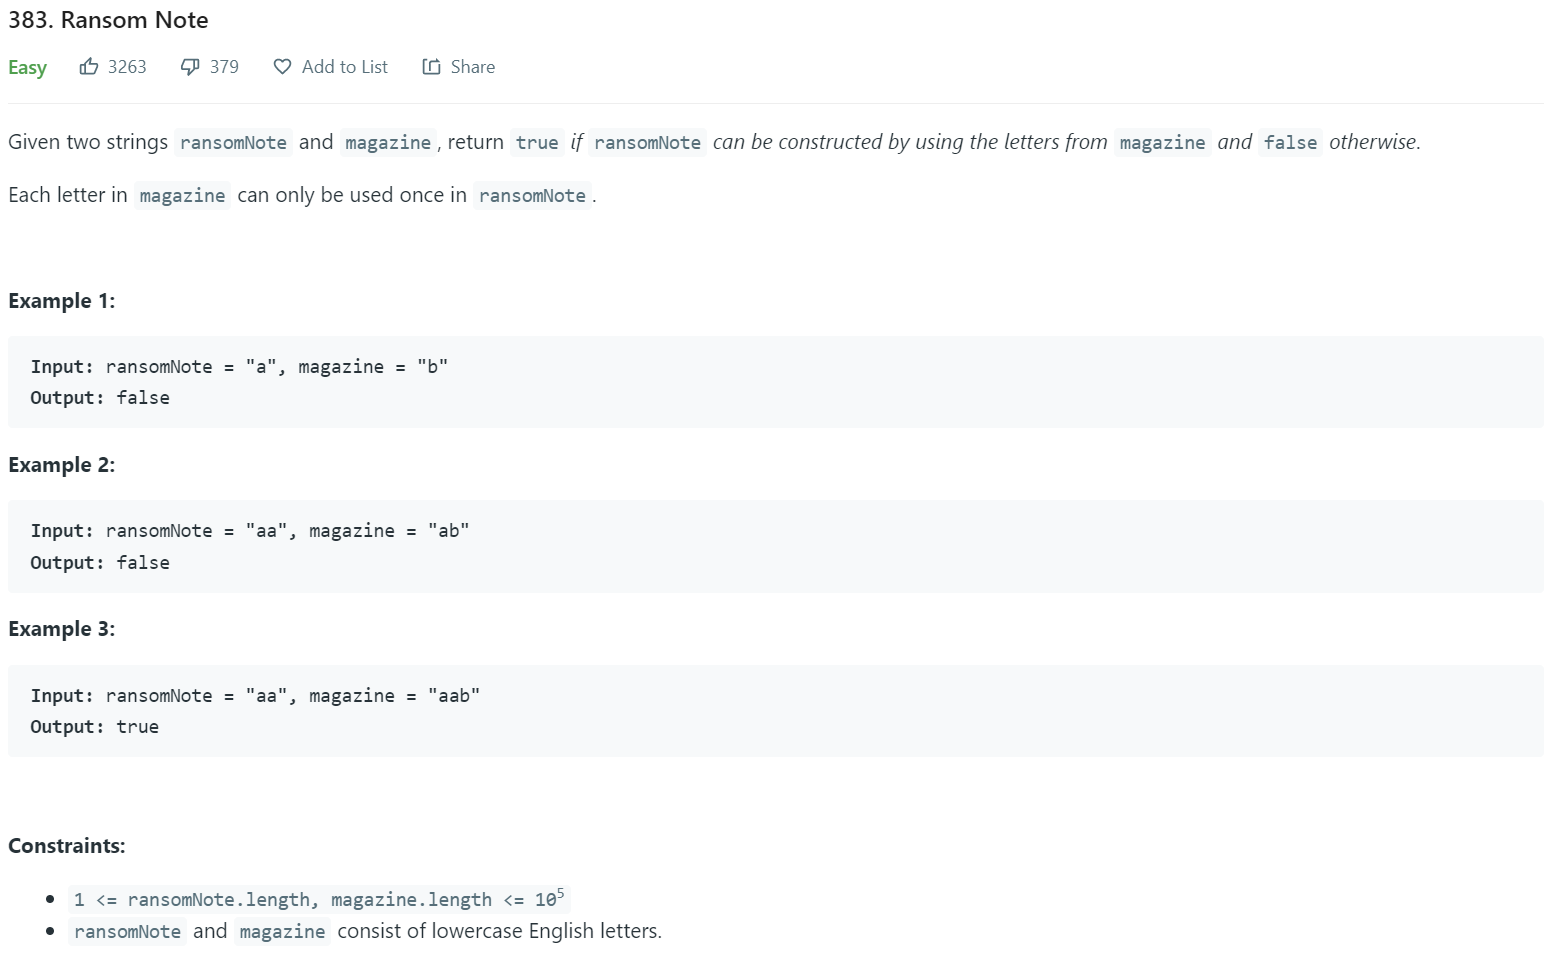 383. Ransom Note
Easy 3263 379 Add to List Share
Given two strings ransomNote and magazine, return true if ransomNote can be constructed by using the letters from magazine and false otherwise.
Each letter in magazine can only be used once in ransomNote.
Example 1:
Input: ransomNote = "a", magazine = "b"
Output: false
Example 2:
Input: ransomNote = "aa", magazine = "ab"
Output: false
Example 3:
Input: ransomNote = "aa", magazine = "aab"
Output: true
Constraints:
• 1 <= ransomNote.length, magazine.length <= 10⁵
• ransomNote and magazine consist of lowercase English letters.